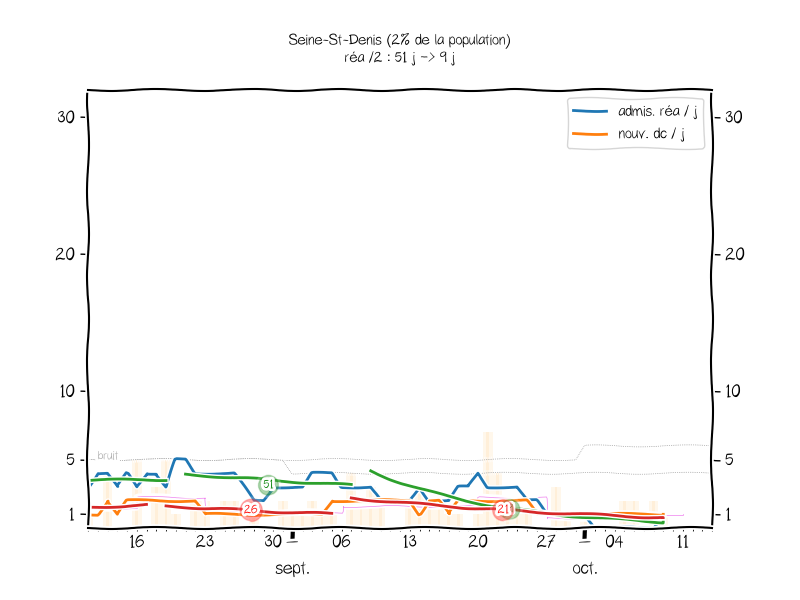 Seine-St-Denis (2% de la population)
réa /2 : 51 j -> 9 j
admis. réa / j
nouv. dc / j
30
30
20
20
10
10
5
5
1
1
bruit
51
26
21
16 23 30 06 13 20 27 04 11
sept. oct.